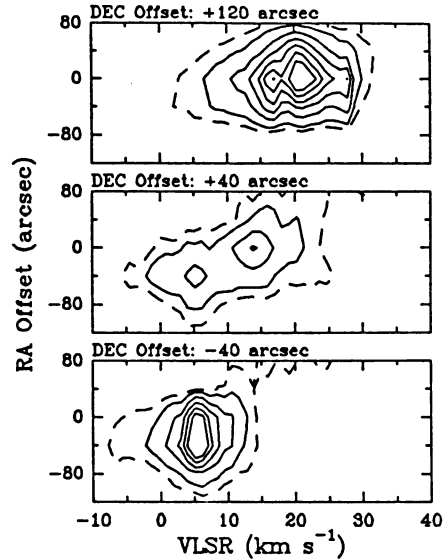 DEC Offset: +120 arcsec
80
0
−80
DEC Offset: +40 arcsec
80
0
−80
DEC Offset: −40 arcsec
80
0
−80
−10 0 10 20 30 40
RA Offset (arcsec)
VLSR (km s⁻¹)